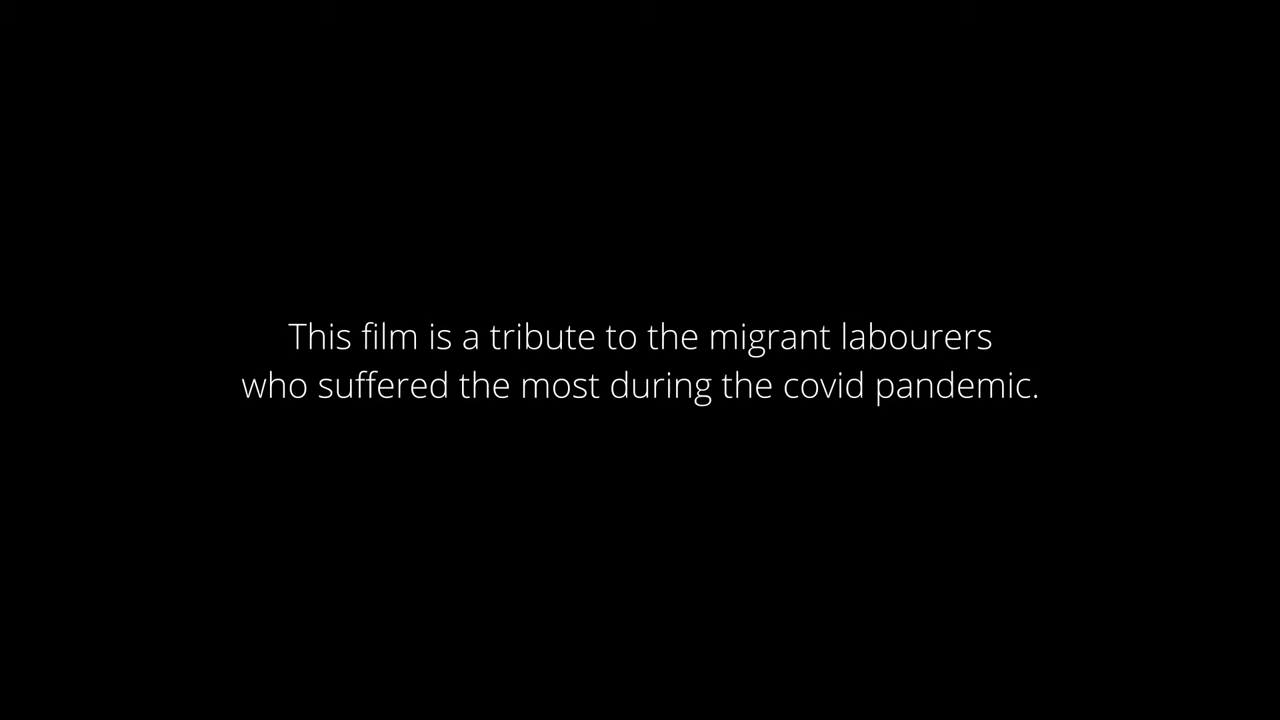 This film is a tribute to the migrant labourers
who suffered the most during the covid pandemic.